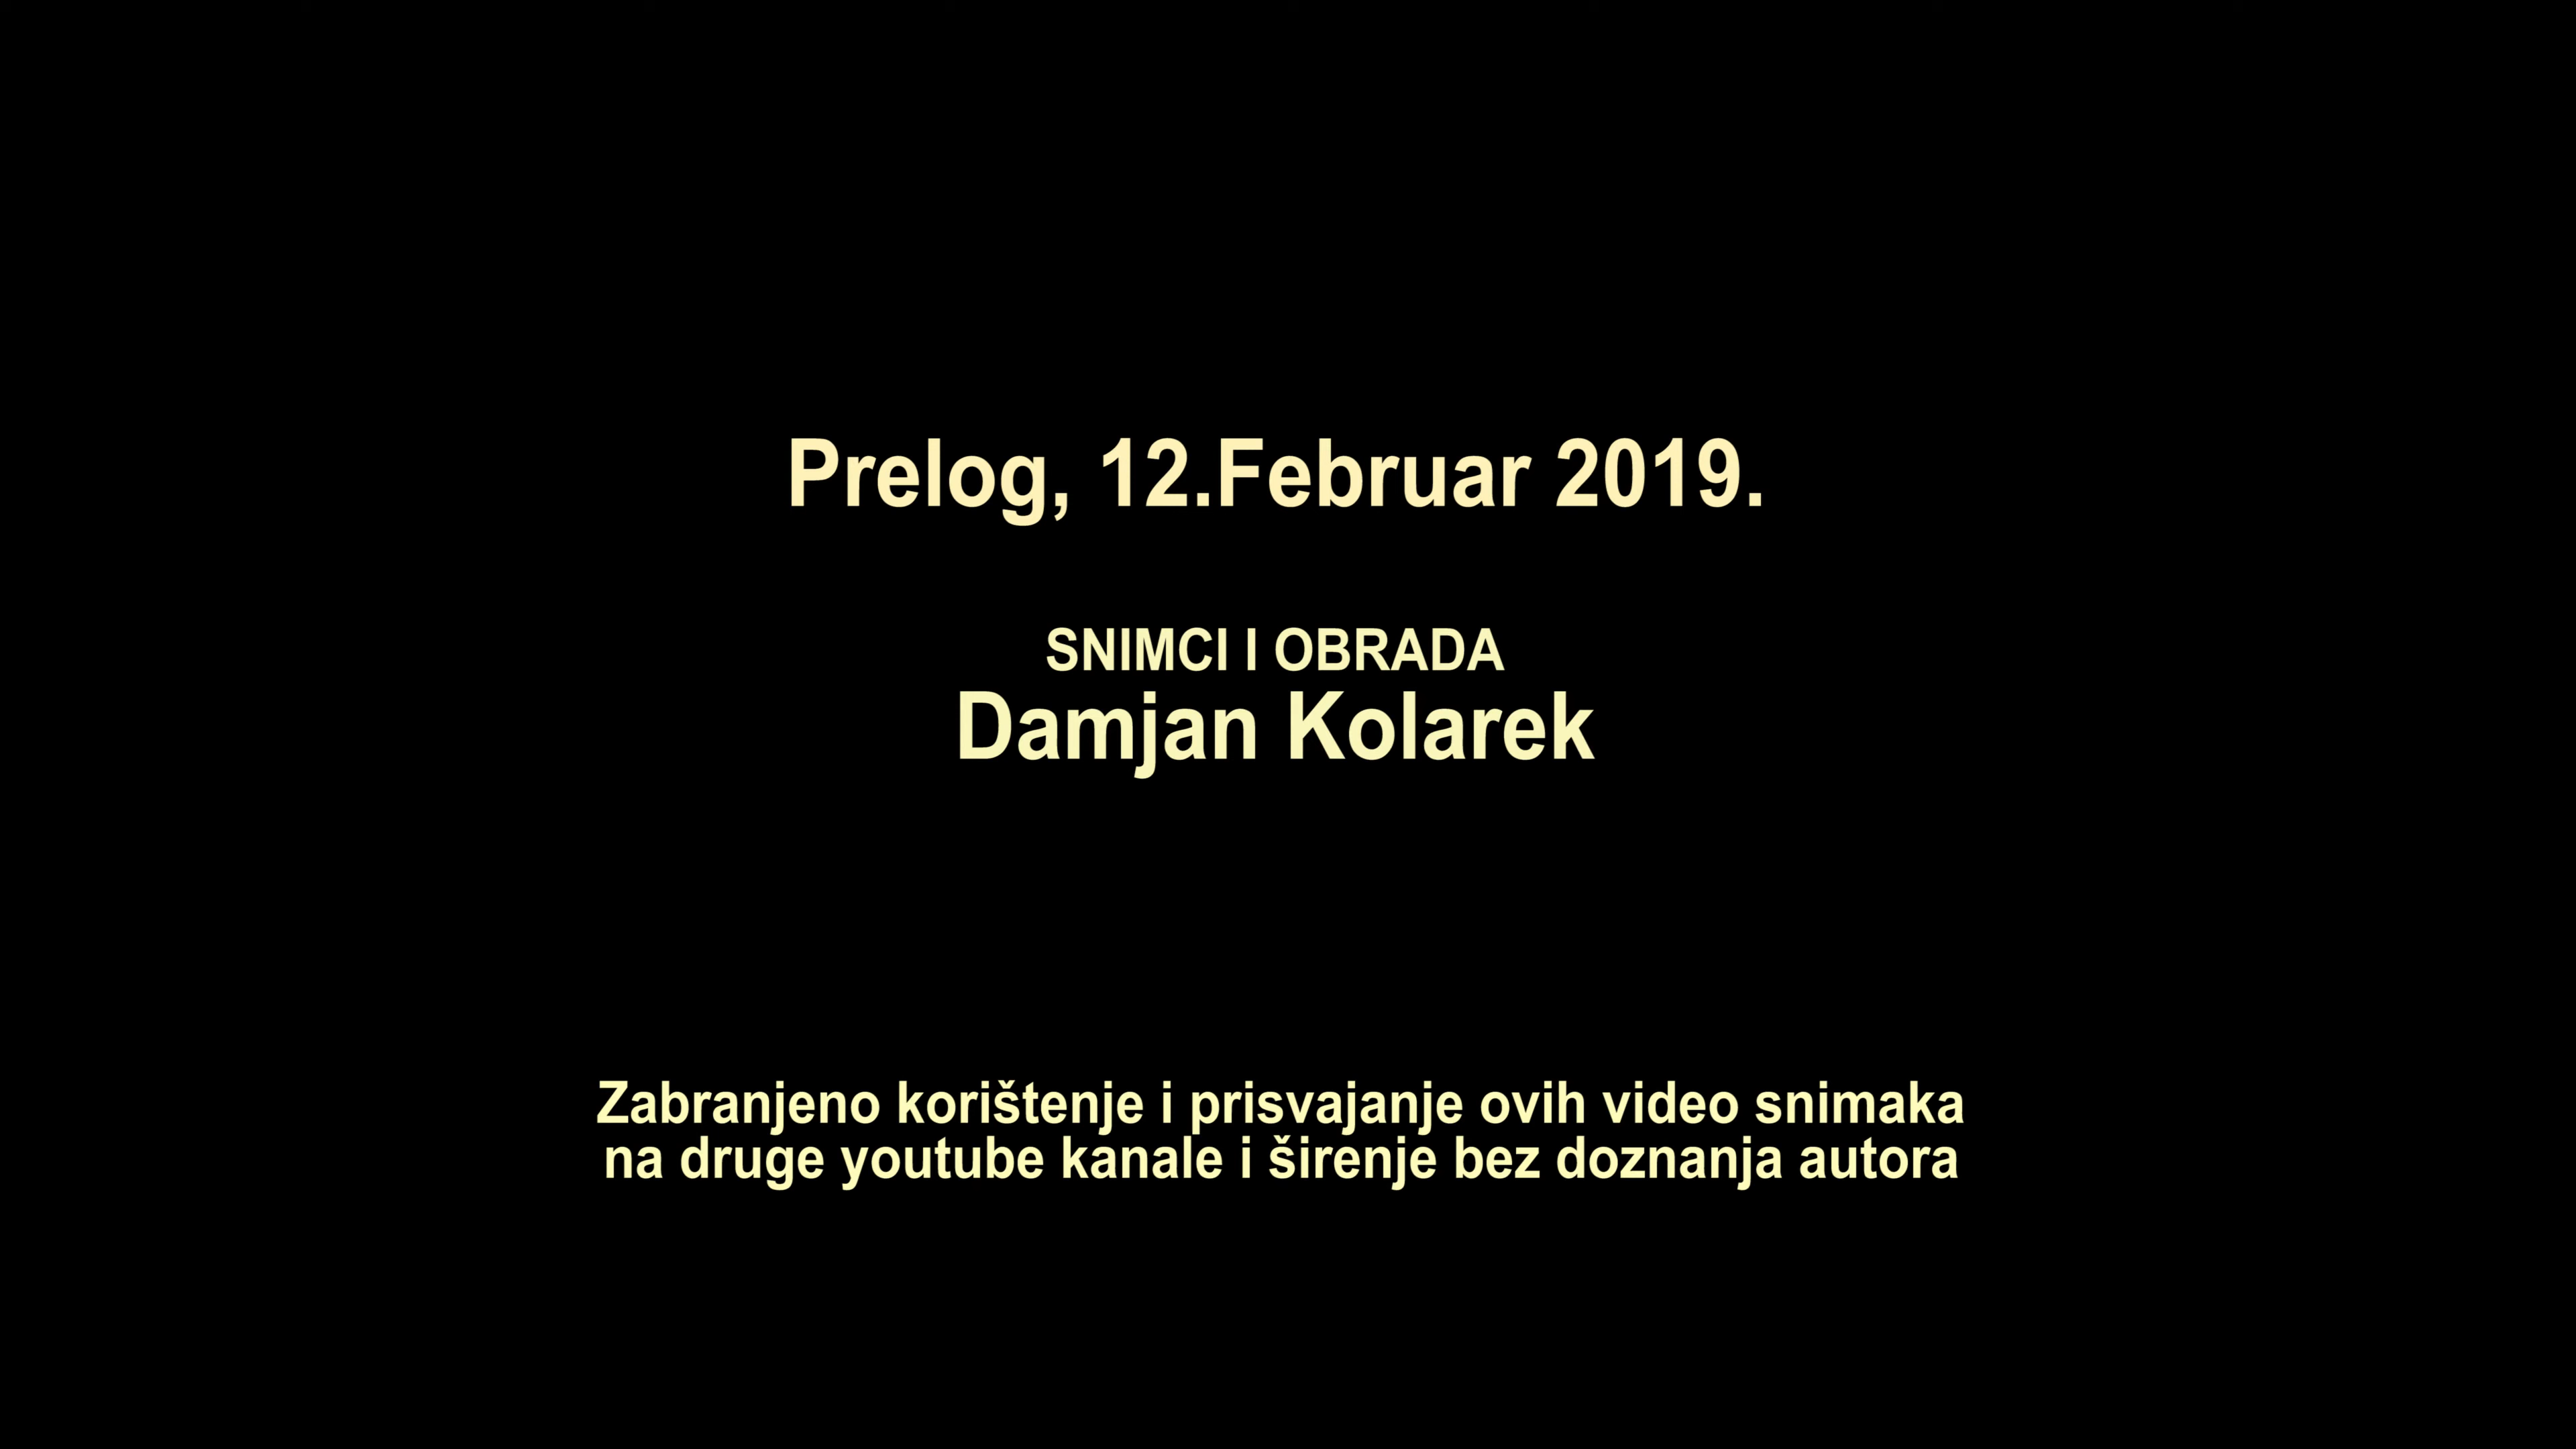 Prelog, 12.Februar 2019.
SNIMCI I OBRADA
Damjan Kolarek
Zabranjeno korištenje i prisvajanje ovih video snimaka
na druge youtube kanale i širenje bez doznanja autora